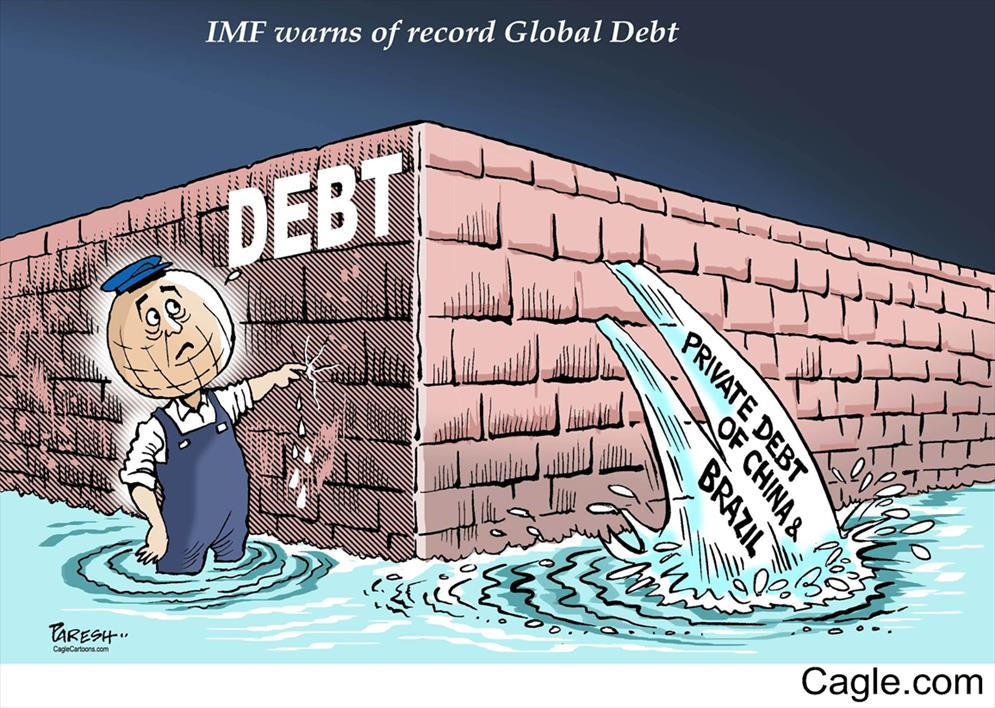 IMF warns of record Global Debt
DEBT
PRIVATE DEBT
OF CHINA &
BRAZIL
PARESH..
CagleCartoons.com
Cagle.com